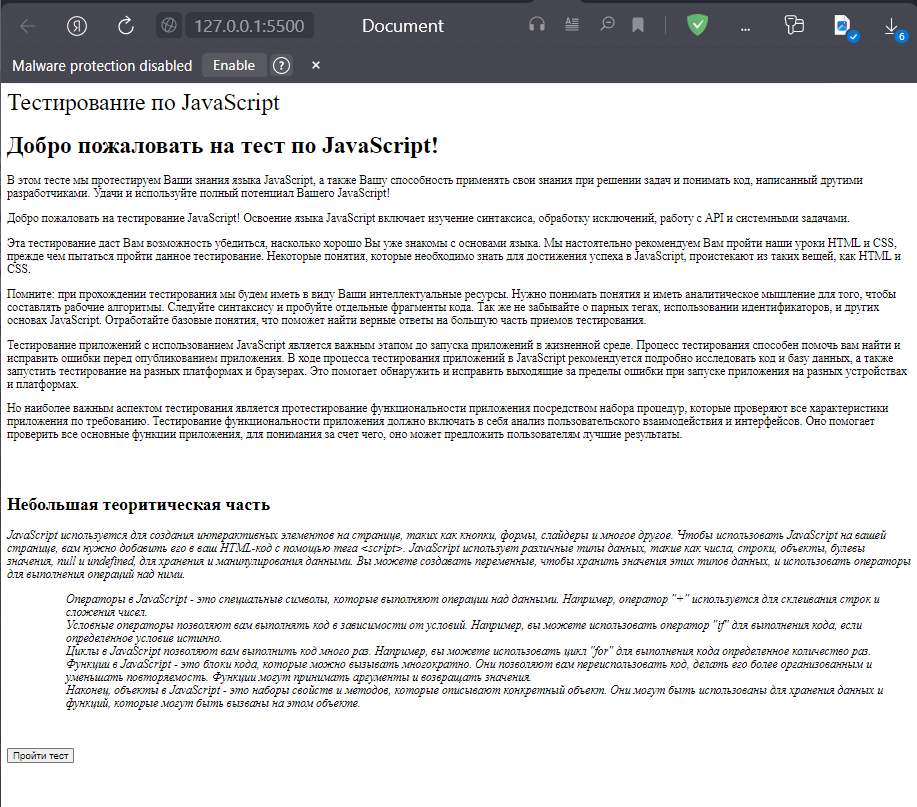 Я 127.0.0.1:5500 Document ... 6
Malware protection disabled Enable ? ×
Тестирование по JavaScript
Добро пожаловать на тест по JavaScript!
В этом тесте мы протестируем Ваши знания языка JavaScript, а также Вашу способность применять свои знания при решении задач и понимать код, написанный другими
разработчиками. Удачи и используйте полный потенциал Вашего JavaScript!
Добро пожаловать на тестирование JavaScript! Освоение языка JavaScript включает изучение синтаксиса, обработку исключений, работу с API и системными задачами.
Эта тестирование даст Вам возможность убедиться, насколько хорошо Вы уже знакомы с основами языка. Мы настоятельно рекомендуем Вам пройти наши уроки HTML и CSS,
прежде чем пытаться пройти данное тестирование. Некоторые понятия, которые необходимо знать для достижения успеха в JavaScript, проистекают из таких вещей, как HTML и
CSS.
Помните: при прохождении тестирования мы будем иметь в виду Ваши интеллектуальные ресурсы. Нужно понимать понятия и иметь аналитическое мышление для того, чтобы
составлять рабочие алгоритмы. Следуйте синтаксису и пробуйте отдельные фрагменты кода. Так же не забывайте о парных тегах, использовании идентификаторов, и других
основах JavaScript. Отработайте базовые понятия, что поможет найти верные ответы на большую часть приемов тестирования.
Тестирование приложений с использованием JavaScript является важным этапом до запуска приложений в жизненной среде. Процесс тестирования способен помочь вам найти и
исправить ошибки перед опубликованием приложения. В ходе процесса тестирования приложений в JavaScript рекомендуется подробно исследовать код и базу данных, а также
запустить тестирование на разных платформах и браузерах. Это помогает обнаружить и исправить выходящие за пределы ошибки при запуске приложения на разных устройствах
и платформах.
Но наиболее важным аспектом тестирования является протестирование функциональности приложения посредством набора процедур, которые проверяют все характеристики
приложения по требованию. Тестирование функциональности приложения должно включать в себя анализ пользовательского взаимодействия и интерфейсов. Оно помогает
проверить все основные функции приложения, для понимания за счет чего, оно может предложить пользователям лучшие результаты.
Небольшая теоритическая часть
JavaScript используется для создания интерактивных элементов на странице, таких как кнопки, формы, слайдеры и многое другое. Чтобы использовать JavaScript на вашей
странице, вам нужно добавить его в ваш HTML-код с помощью тега <script>. JavaScript использует различные типы данных, такие как числа, строки, объекты, булевы
значения, null и undefined, для хранения и манипулирования данными. Вы можете создавать переменные, чтобы хранить значения этих типов данных, и использовать операторы
для выполнения операций над ними.
Операторы в JavaScript - это специальные символы, которые выполняют операции над данными. Например, оператор "+" используется для склеивания строк и
сложения чисел.
Условные операторы позволяют вам выполнять код в зависимости от условий. Например, вы можете использовать оператор "if" для выполнения кода, если
определенное условие истинно.
Циклы в JavaScript позволяют вам выполнить код много раз. Например, вы можете использовать цикл "for" для выполнения кода определенное количество раз.
Функции в JavaScript - это блоки кода, которые можно вызывать многократно. Они позволяют вам переиспользовать код, делать его более организованным и
уменьшать повторяемость. Функции могут принимать аргументы и возвращать значения.
Наконец, объекты в JavaScript - это наборы свойств и методов, которые описывают конкретный объект. Они могут быть использованы для хранения данных и
функций, которые могут быть вызваны на этом объекте.
Пройти тест